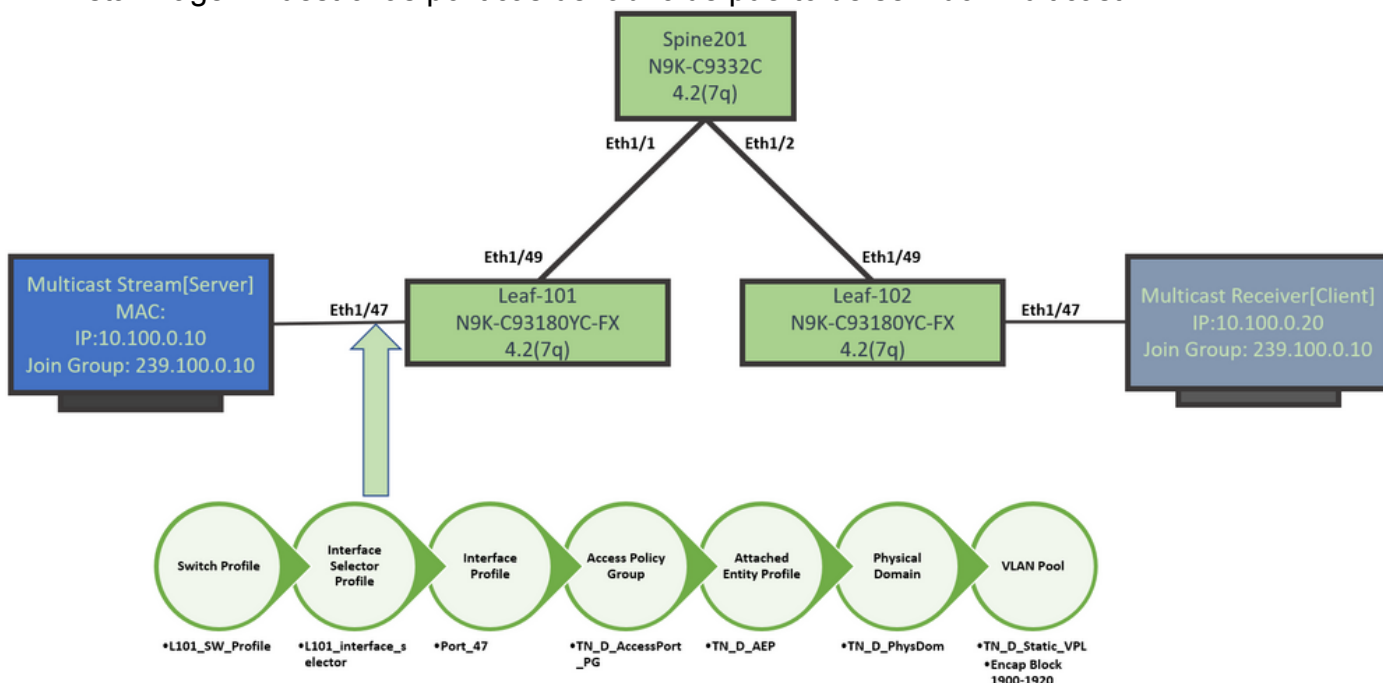 Spine201
N9K-C9332C
4.2(7q)
Eth1/1
Eth1/2
Eth1/49
Eth1/49
Multicast Stream[Server]
MAC:
IP:10.100.0.10
Join Group: 239.100.0.10
Eth1/47
Leaf-101
N9K-C93180YC-FX
4.2(7q)
Leaf-102
N9K-C93180YC-FX
4.2(7q)
Eth1/47
Multicast Receiver[Client]
IP:10.100.0.20
Join Group: 239.100.0.10
Switch Profile
Interface
Selector
Profile
Interface
Profile
Access Policy
Group
Attached
Entity Profile
Physical
Domain
VLAN Pool
•L101_SW_Profile
•L101_interface_s
elector
•Port_47
•TN_D_AccessPort
_PG
•TN_D_AEP
•TN_D_PhysDom
•TN_D_Static_VPL
•Encap Block
1900-1920